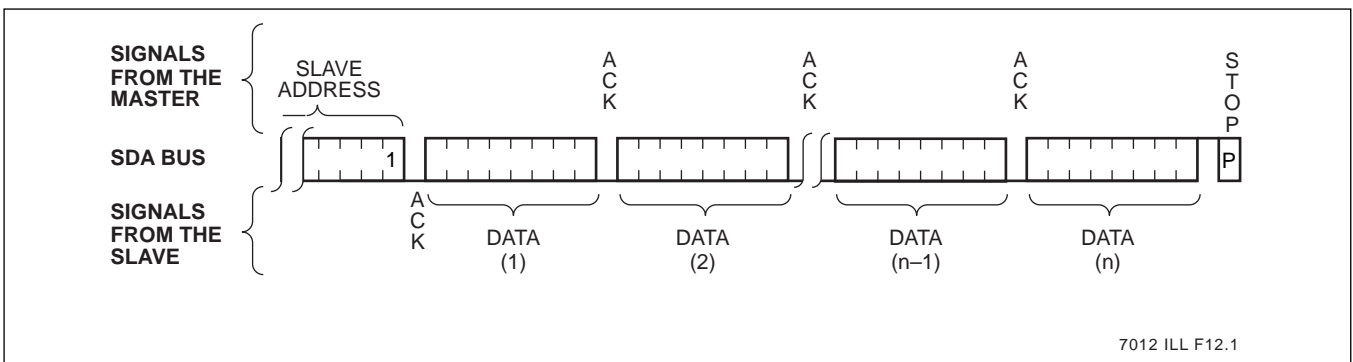 SIGNALS
FROM THE
MASTER
SLAVE
ADDRESS
A
C
K
A
C
K
A
C
K
S
T
O
P
SDA BUS
1
P
SIGNALS
FROM THE
SLAVE
A
C
K
DATA
(1)
DATA
(2)
DATA
(n–1)
DATA
(n)
7012 ILL F12.1